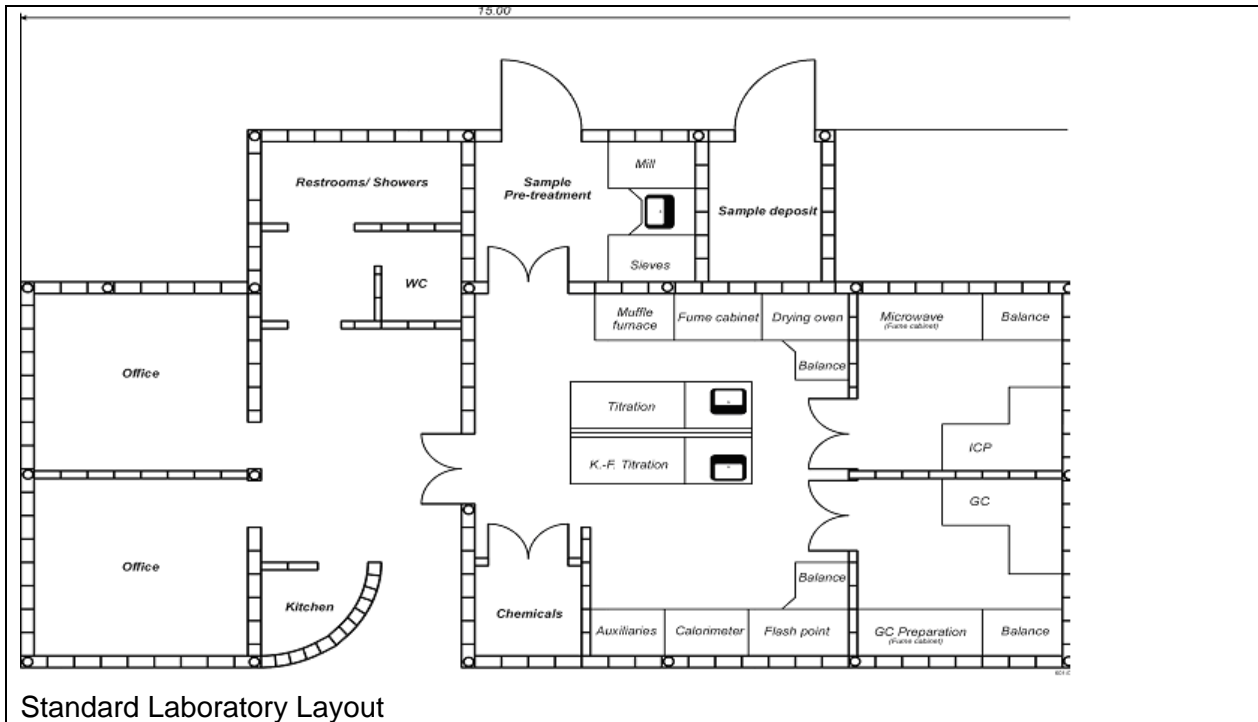 15.00
Mill
Restrooms/ Showers
Sample
Pre-treatment
Sample deposit
Sieves
WC
Muffle
furnace
Fume cabinet
Drying oven
Microwave
(Fume cabinet)
Balance
Balance
Office
Titration
ICP
K.-F. Titration
GC
Office
Balance
Kitchen
Chemicals
Auxiliaries
Calorimeter
Flash point
GC Preparation
(Fume cabinet)
Balance
Standard Laboratory Layout